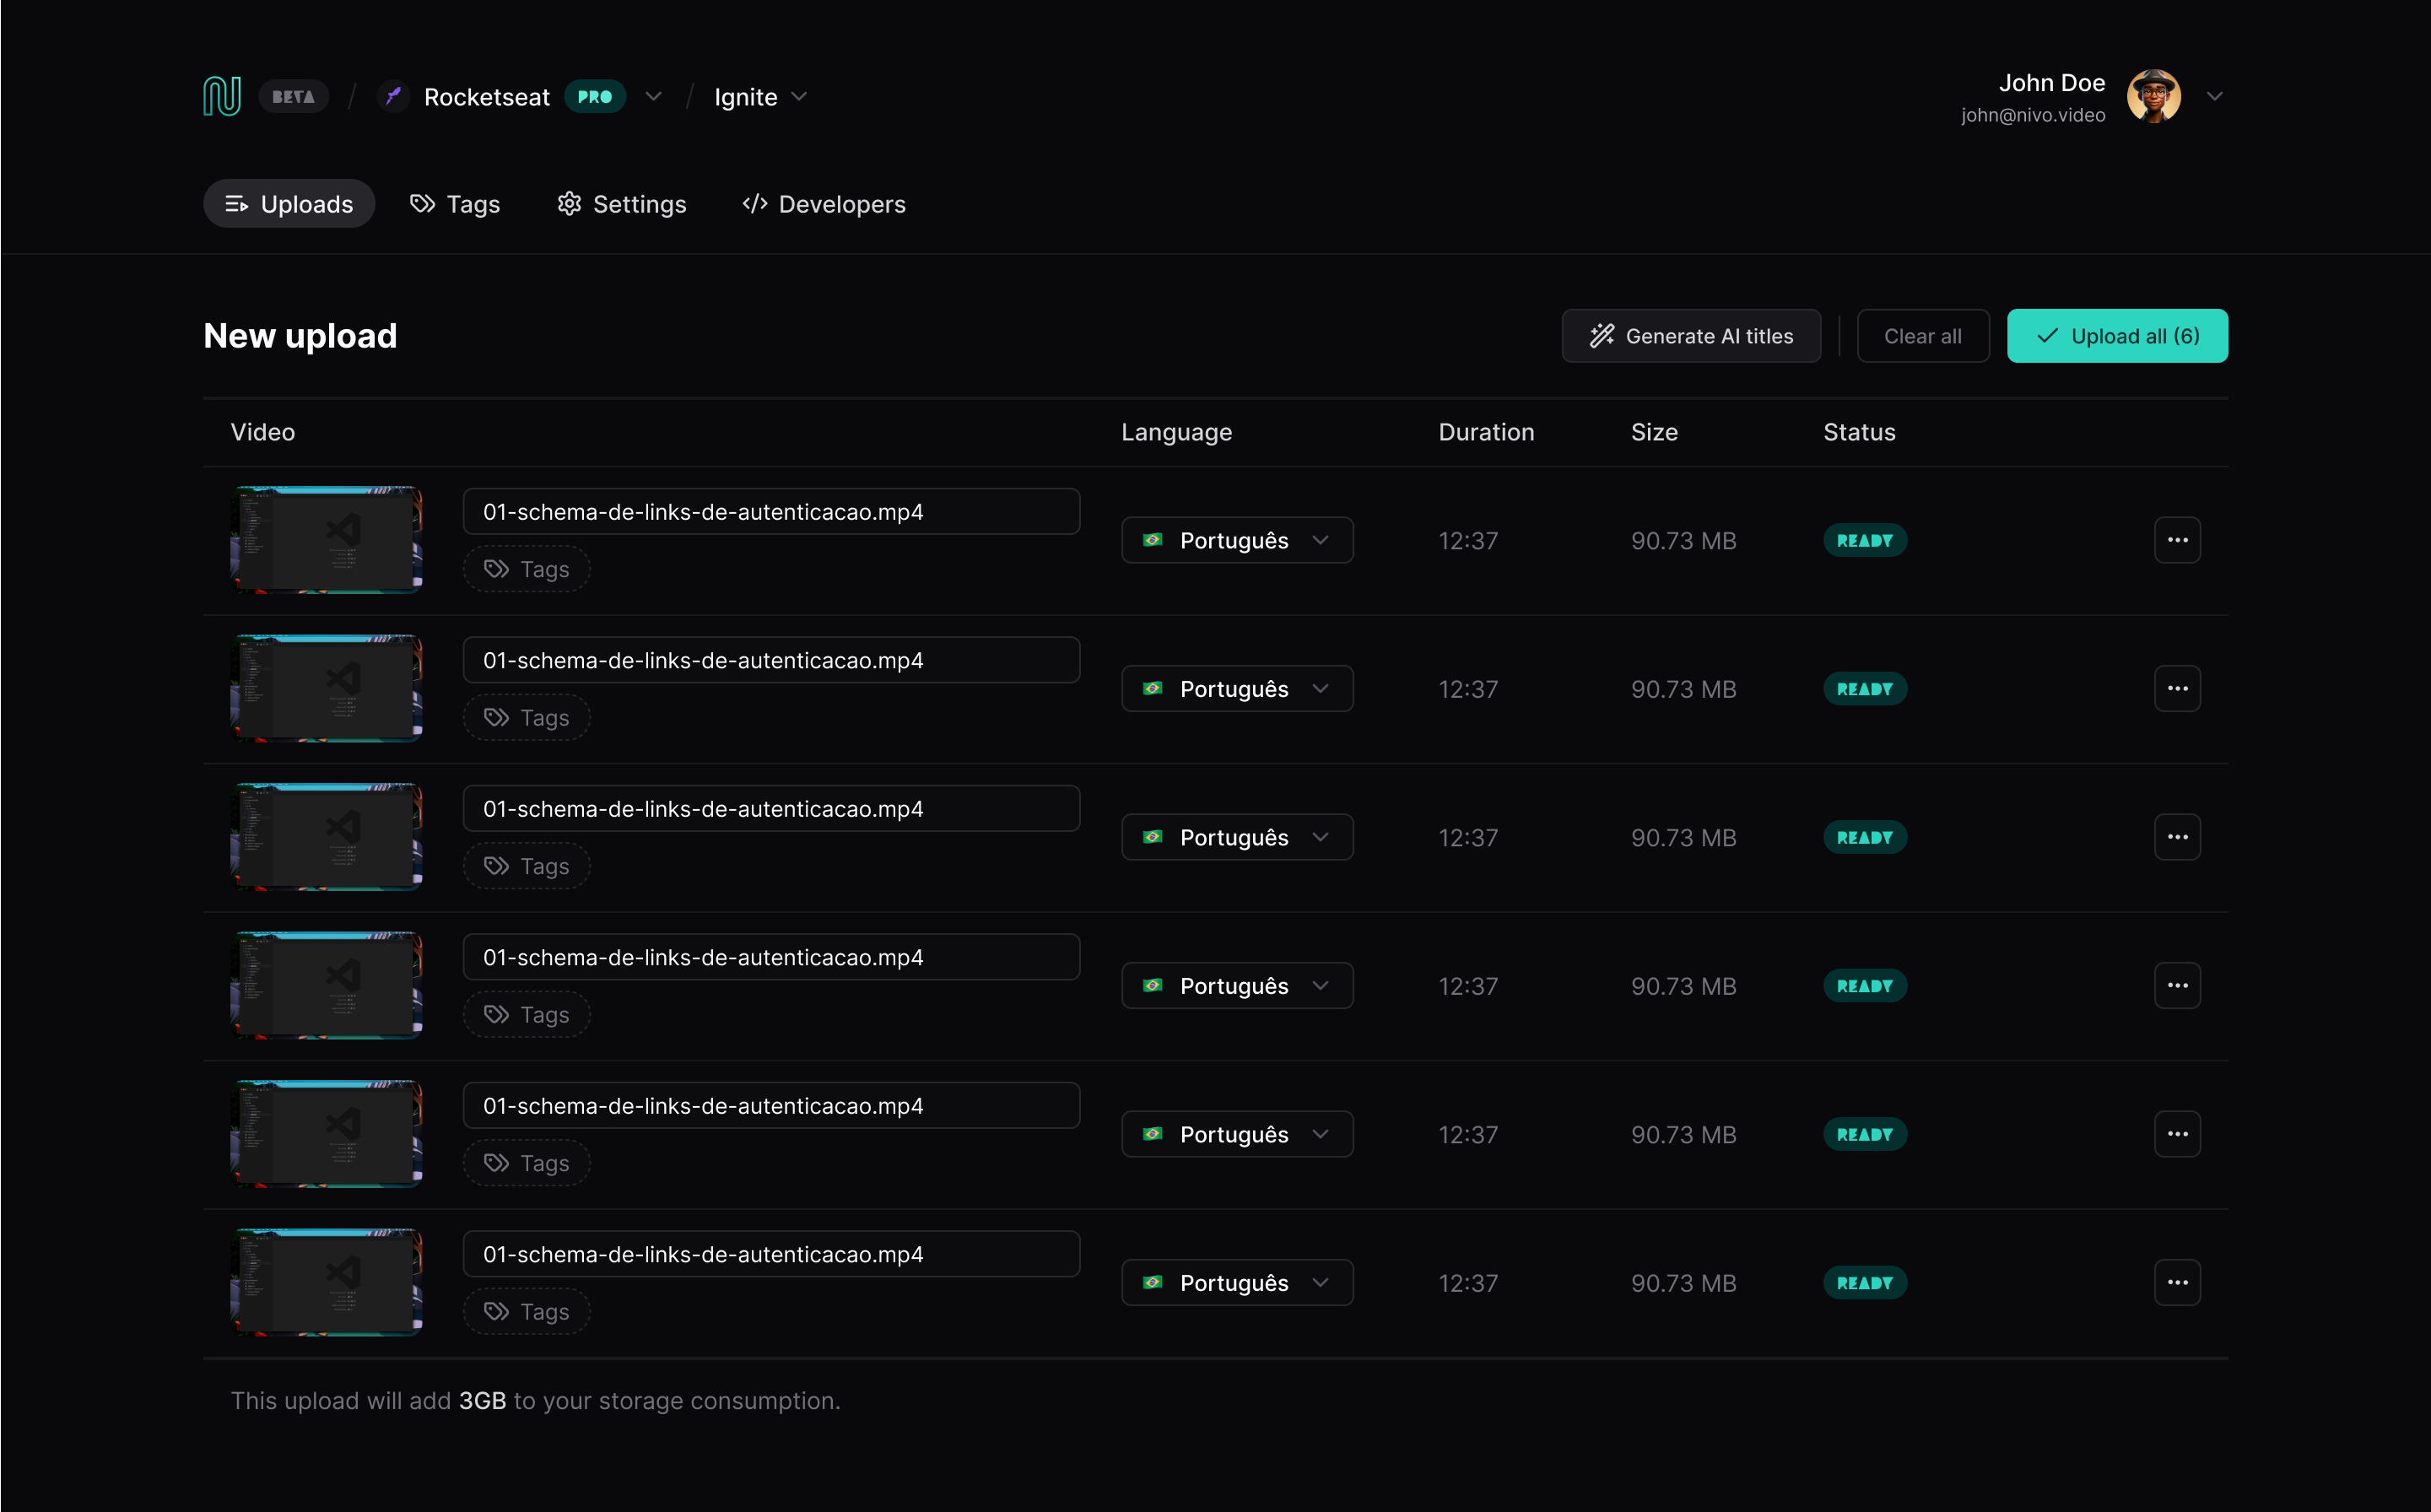 BETA / Rocketseat PRO / Ignite
John Doe
john@nivo.video
Uploads Tags Settings Developers
New upload
Generate AI titles Clear all Upload all (6)
Video Language Duration Size Status
01-schema-de-links-de-autenticacao.mp4
Tags
Português 12:37 90.73 MB READY
01-schema-de-links-de-autenticacao.mp4
Tags
Português 12:37 90.73 MB READY
01-schema-de-links-de-autenticacao.mp4
Tags
Português 12:37 90.73 MB READY
01-schema-de-links-de-autenticacao.mp4
Tags
Português 12:37 90.73 MB READY
01-schema-de-links-de-autenticacao.mp4
Tags
Português 12:37 90.73 MB READY
01-schema-de-links-de-autenticacao.mp4
Tags
Português 12:37 90.73 MB READY
This upload will add 3GB to your storage consumption.